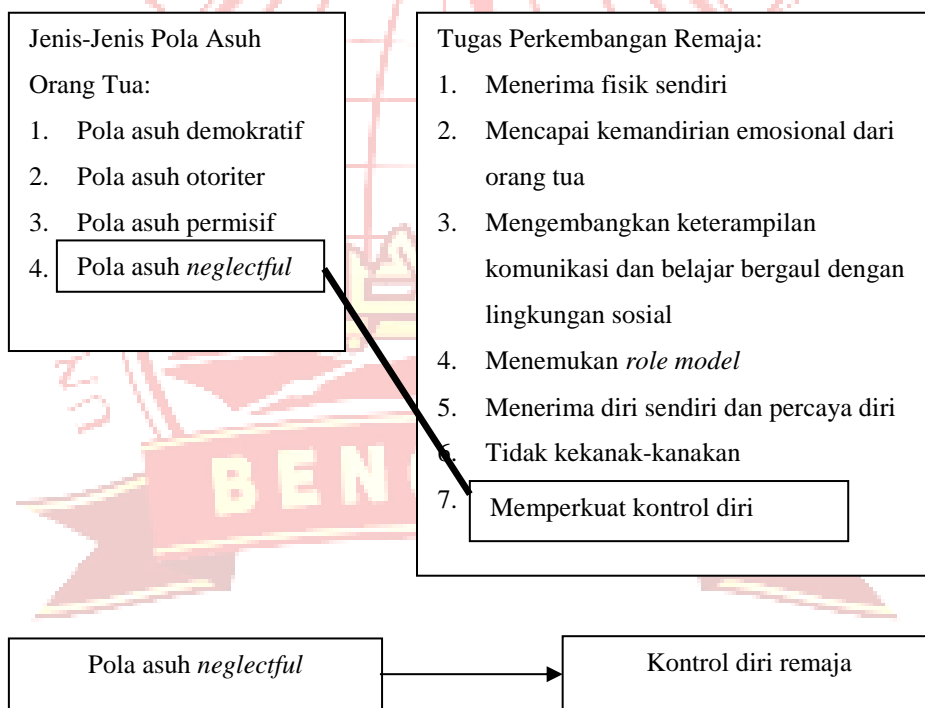 Jenis-Jenis Pola Asuh
Orang Tua:
1. Pola asuh demokratif
2. Pola asuh otoriter
3. Pola asuh permisif
4. Pola asuh neglectful
Tugas Perkembangan Remaja:
1. Menerima fisik sendiri
2. Mencapai kemandirian emosional dari
orang tua
3. Mengembangkan keterampilan
komunikasi dan belajar bergaul dengan
lingkungan sosial
4. Menemukan role model
5. Menerima diri sendiri dan percaya diri
6. Tidak kekanak-kanakan
7. Memperkuat kontrol diri
BEN
Pola asuh neglectful
Kontrol diri remaja